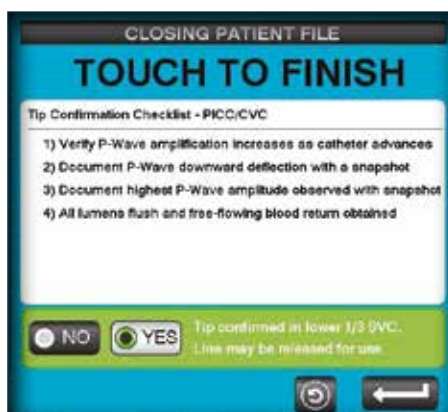 CLOSING PATIENT FILE
TOUCH TO FINISH
Tip Confirmation Checklist - PICC/CVC
1) Verify P-Wave amplification increases as catheter advances
2) Document P-Wave downward deflection with a snapshot
3) Document highest P-Wave amplitude observed with snapshot
4) All lumens flush and free-flowing blood return obtained
NO YES Tip confirmed in lower 1/3 SVC.
Line may be released for use.